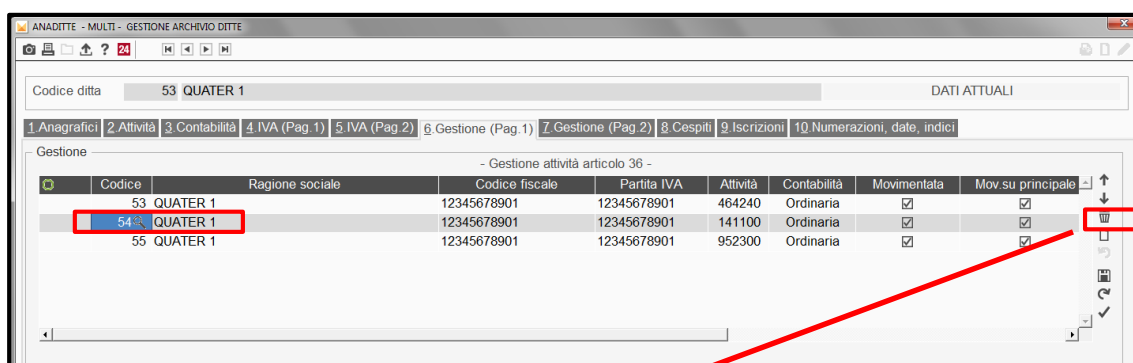 ANADITTE - MULTI - GESTIONE ARCHIVIO DITTE
? 24
Codice ditta 53 QUATER 1 DATI ATTUALI
1.Anagrafici 2.Attività 3.Contabilità 4.IVA (Pag.1) 5.IVA (Pag.2) 6.Gestione (Pag.1) 7.Gestione (Pag.2) 8.Cespiti 9.Iscrizioni 10.Numerazioni, date, indici
Gestione
- Gestione attività articolo 36 -
Codice Ragione sociale Codice fiscale Partita IVA Attività Contabilità Movimentata Mov.su principale
53 QUATER 1 12345678901 12345678901 464240 Ordinaria
54 QUATER 1 12345678901 12345678901 141100 Ordinaria
55 QUATER 1 12345678901 12345678901 952300 Ordinaria